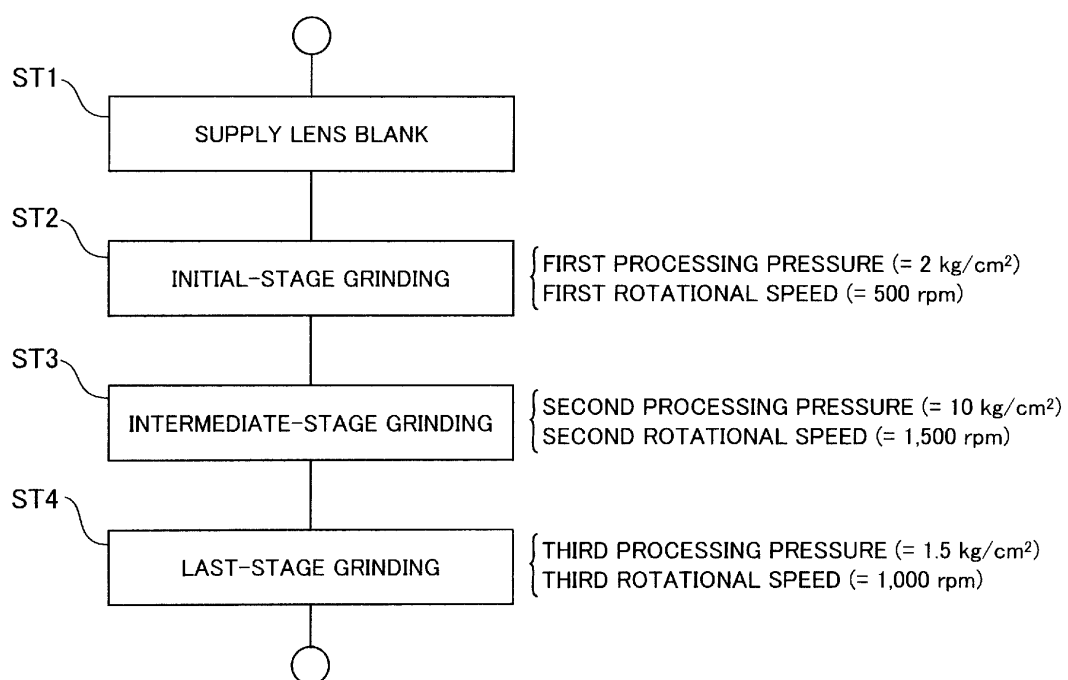 ST1
SUPPLY LENS BLANK
ST2
INITIAL-STAGE GRINDING
FIRST PROCESSING PRESSURE (= 2 kg/cm²)
FIRST ROTATIONAL SPEED (= 500 rpm)
ST3
INTERMEDIATE-STAGE GRINDING
SECOND PROCESSING PRESSURE (= 10 kg/cm²)
SECOND ROTATIONAL SPEED (= 1,500 rpm)
ST4
LAST-STAGE GRINDING
THIRD PROCESSING PRESSURE (= 1.5 kg/cm²)
THIRD ROTATIONAL SPEED (= 1,000 rpm)